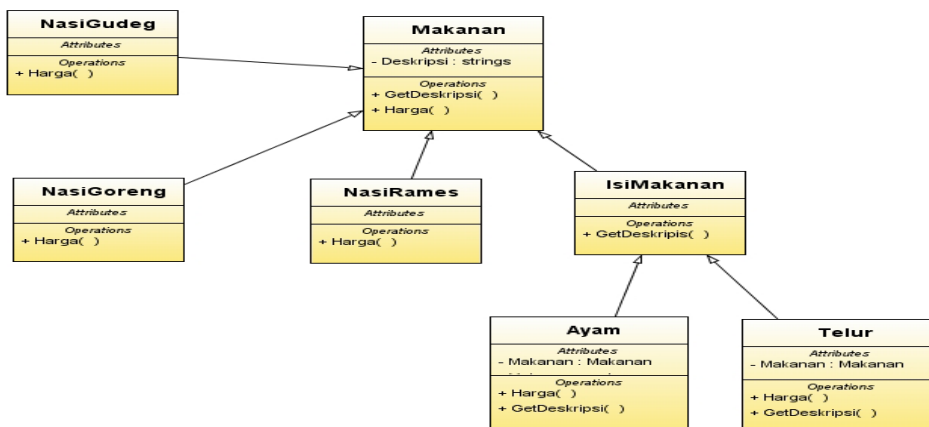 NasiGudeg
Attributes
Operations
+ Harga( )
Makanan
Attributes
- Deskripsi : strings
Operations
+ GetDeskripsi( )
+ Harga( )
NasiGoreng
Attributes
Operations
+ Harga( )
NasiRames
Attributes
Operations
+ Harga( )
IsiMakanan
Attributes
Operations
+ GetDeskripis( )
Ayam
Attributes
- Makanan : Makanan
Operations
+ Harga( )
+ GetDeskripsi( )
Telur
Attributes
- Makanan : Makanan
Operations
+ Harga( )
+ GetDeskripsi( )